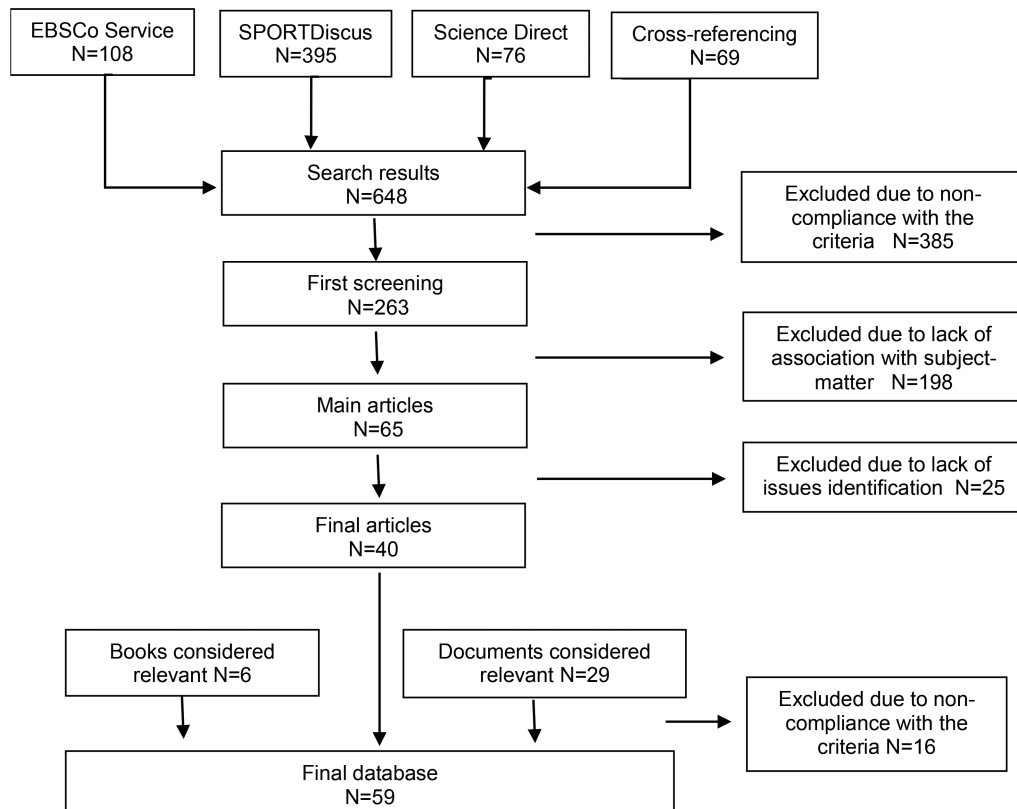 EBSCo Service
N=108
SPORTDiscus
N=395
Science Direct
N=76
Cross-referencing
N=69
Search results
N=648
Excluded due to non-
compliance with the
criteria N=385
First screening
N=263
Excluded due to lack of
association with subject-
matter N=198
Main articles
N=65
Excluded due to lack of
issues identification N=25
Final articles
N=40
Books considered
relevant N=6
Documents considered
relevant N=29
Excluded due to non-
compliance with the
criteria N=16
Final database
N=59